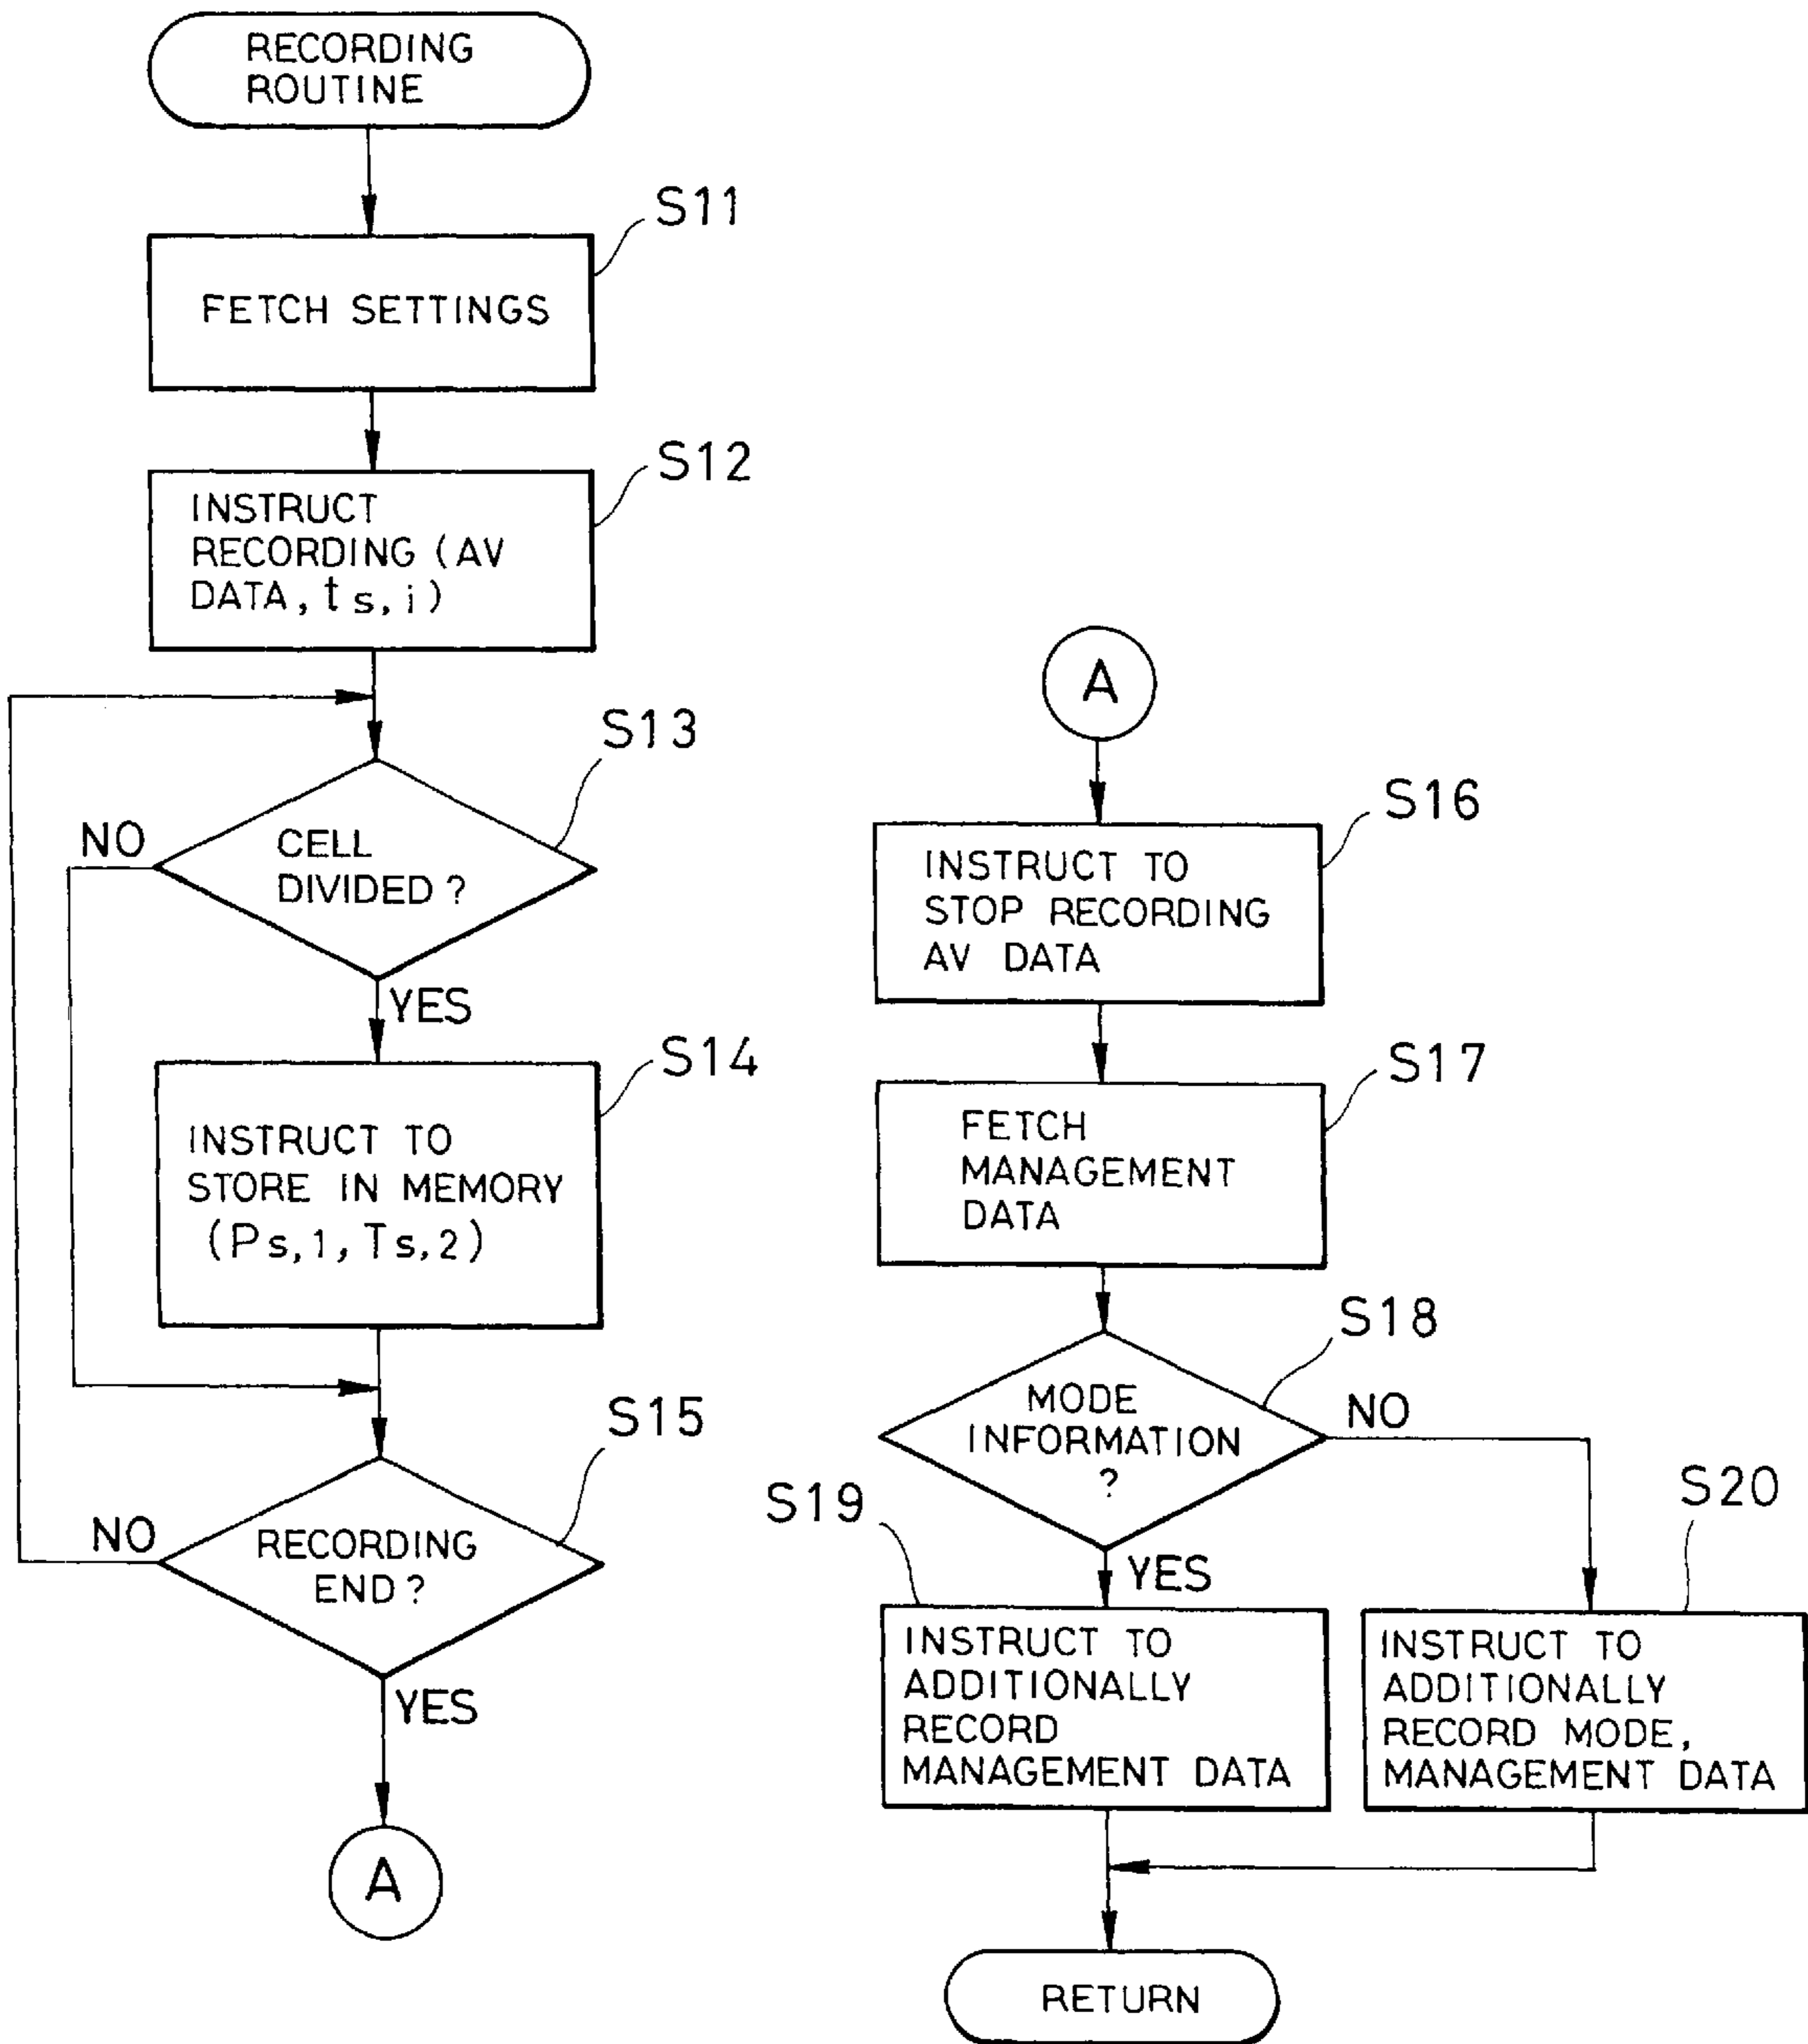 RECORDING
ROUTINE
S11
FETCH SETTINGS
S12
INSTRUCT
RECORDING (AV
DATA, ts,i)
S13
NO
CELL
DIVIDED?
YES
S14
INSTRUCT TO
STORE IN MEMORY
(Ps,1, Ts,2)
S15
NO
RECORDING
END?
YES
A
A
S16
INSTRUCT TO
STOP RECORDING
AV DATA
S17
FETCH
MANAGEMENT
DATA
S18
MODE
INFORMATION
?
NO
YES
S19
INSTRUCT TO
ADDITIONALLY
RECORD
MANAGEMENT DATA
S20
INSTRUCT TO
ADDITIONALLY
RECORD MODE,
MANAGEMENT DATA
RETURN